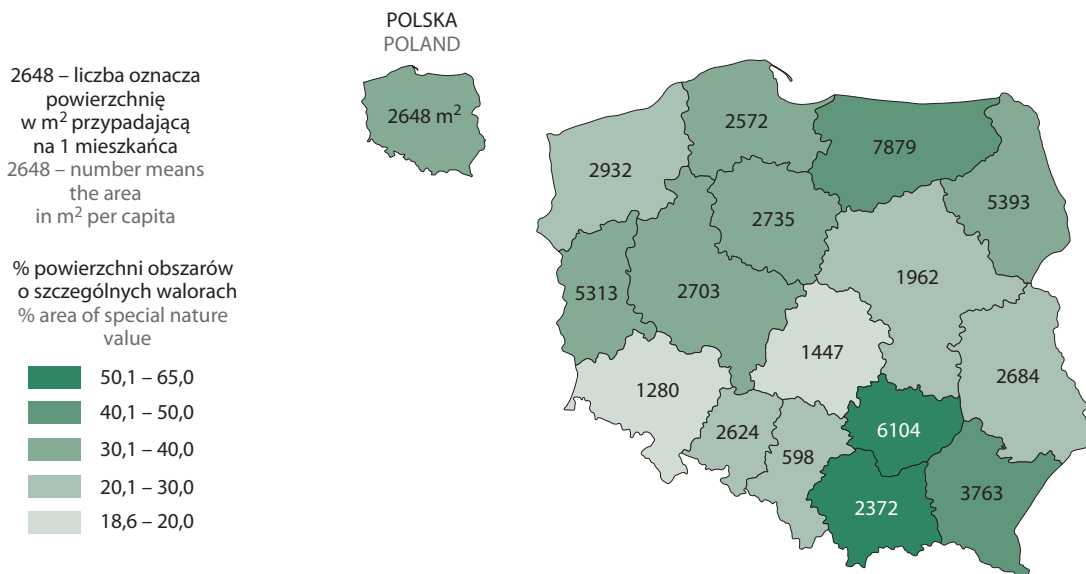 POLSKA
POLAND
2648 m²
2648 – liczba oznacza
powierzchnię
w m² przypadającą
na 1 mieszkańca
2648 – number means
the area
in m² per capita
% powierzchni obszarów
o szczególnych walorach
% area of special nature
value
50,1 – 65,0
40,1 – 50,0
30,1 – 40,0
20,1 – 30,0
18,6 – 20,0
2572
7879
2932
5393
2735
1962
5313
2703
1447
2684
1280
2624
6104
598
3763
2372